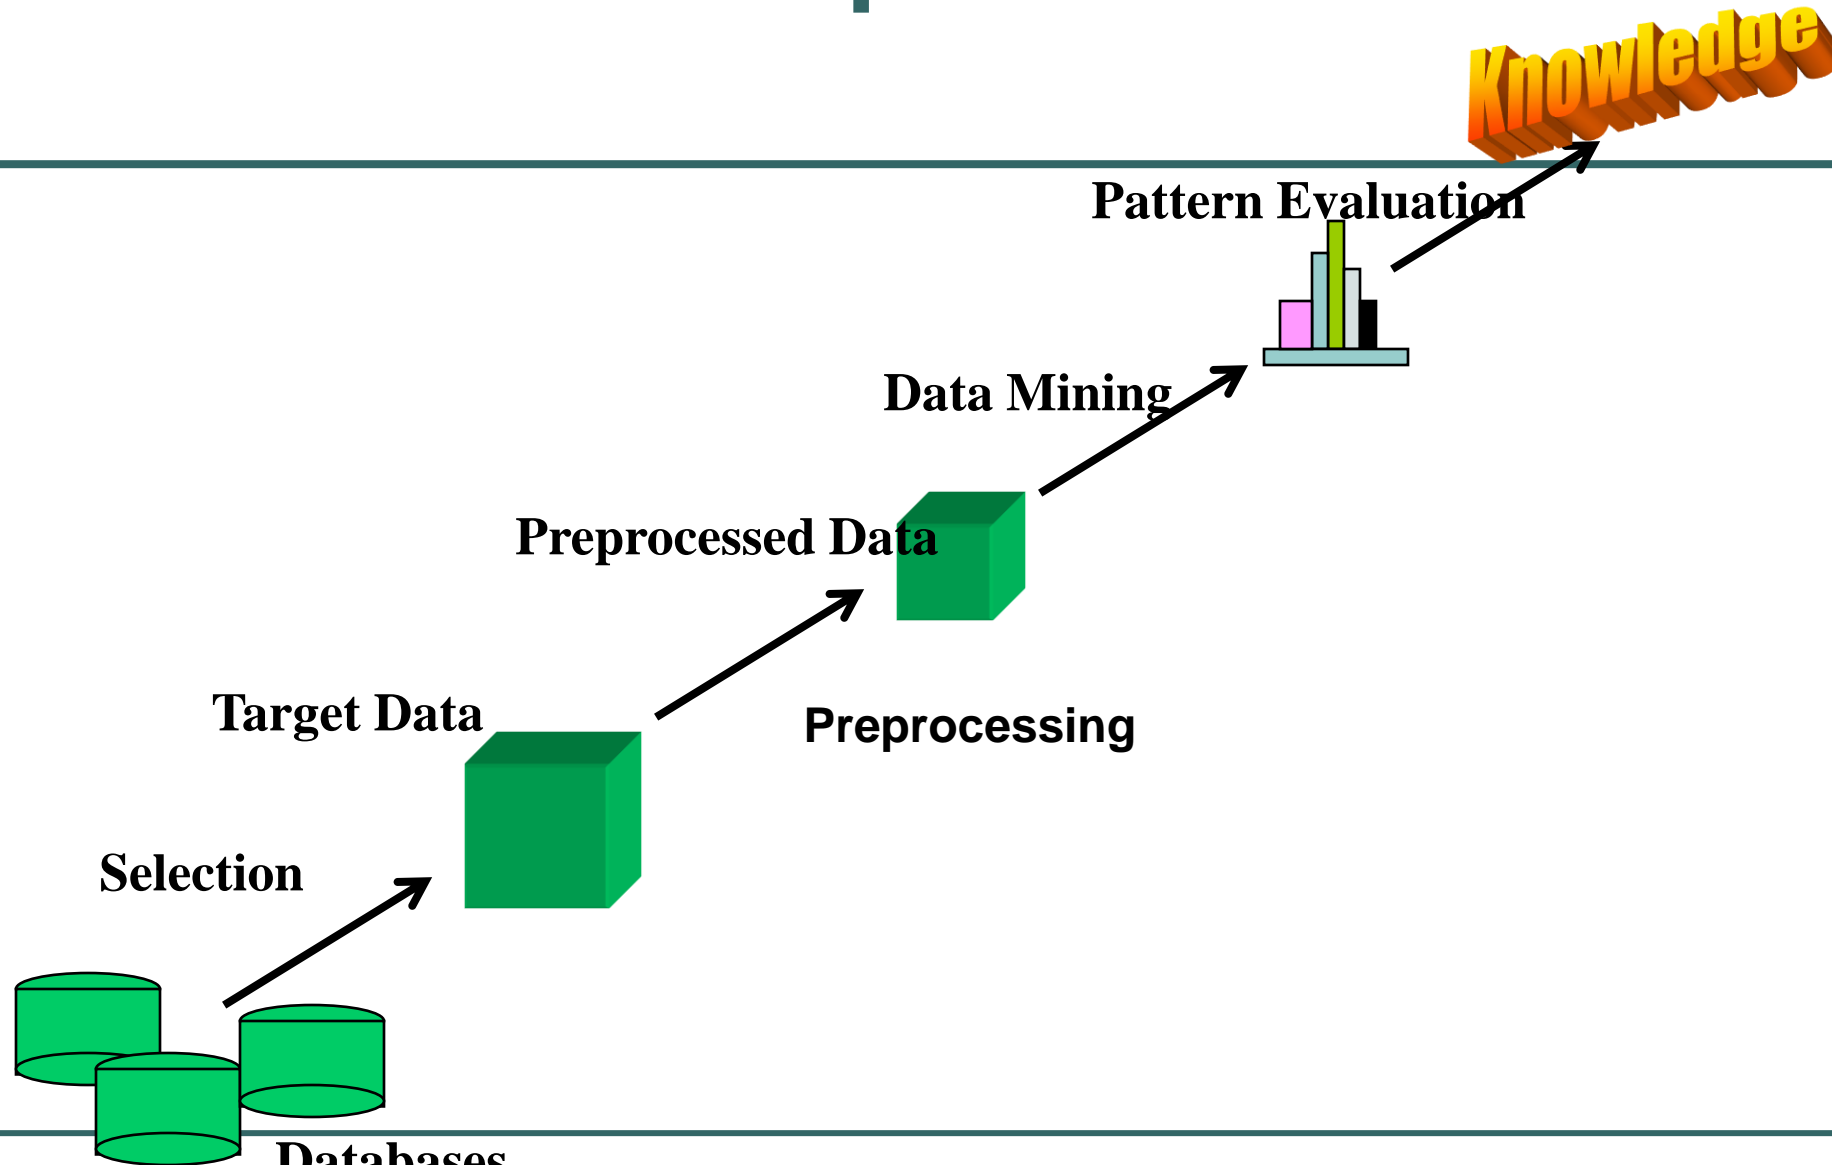 Knowledge
Pattern Evaluation
Data Mining
Preprocessed Data
Target Data
Preprocessing
Selection
Databases